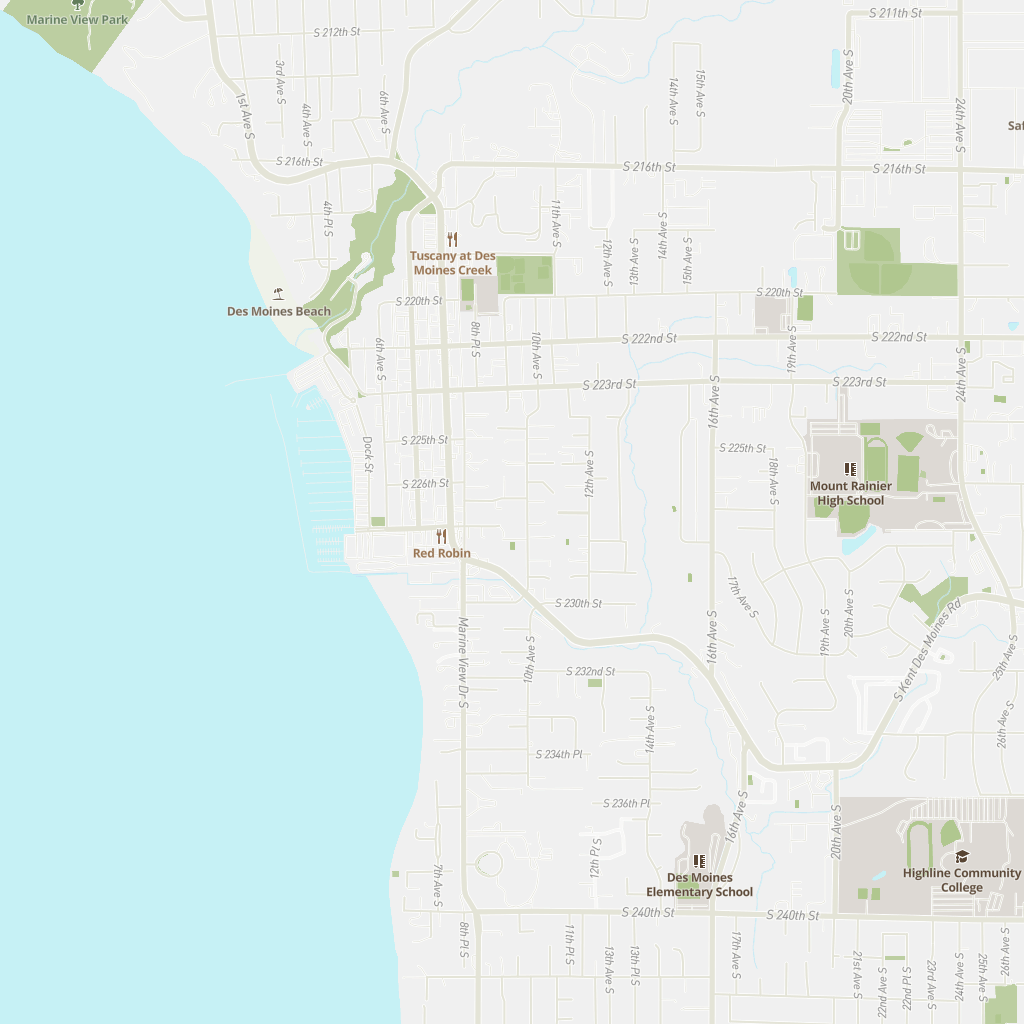 Marine View Park
S 211th St
S 212th St
3rd Ave S
4th Ave S
6th Ave S
1st Ave S
14th Ave S
15th Ave S
20th Ave S
24th Ave S
Saf
S 216th St
S 216th St
S 216th St
4th Pl S
11th Ave S
12th Ave S
13th Ave S
14th Ave S
15th Ave S
Tuscany at Des
Moines Creek
Des Moines Beach
S 220th St
S 220th St
6th Ave S
8th Pl S
10th Ave S
S 222nd St
S 222nd St
19th Ave S
24th Ave S
S 223rd St
S 223rd St
16th Ave S
Dock St
S 225th St
S 225th St
12th Ave S
18th Ave S
Mount Rainier
High School
S 226th St
Red Robin
17th Ave S
S 230th St
Marine View Dr S
10th Ave S
16th Ave S
19th Ave S
20th Ave S
S Kent Des Moines Rd
25th Ave S
S 232nd St
14th Ave S
26th Ave S
S 234th Pl
S 236th Pl
16th Ave S
20th Ave S
7th Ave S
12th Pl S
Des Moines
Elementary School
Highline Community
College
S 240th St
S 240th St
8th Pl S
11th Pl S
13th Ave S
13th Pl S
17th Ave S
21st Ave S
22nd Ave S
22nd Pl S
23rd Ave S
24th Ave S
25th Ave S
26th Ave S